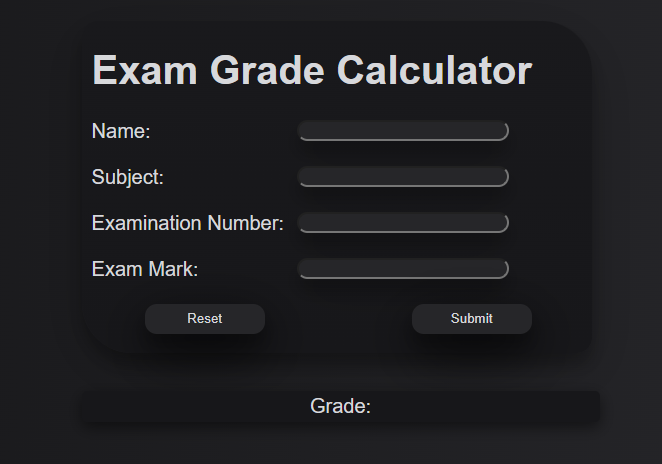 Exam Grade Calculator
Name:
Subject:
Examination Number:
Exam Mark:
Reset Submit
Grade: